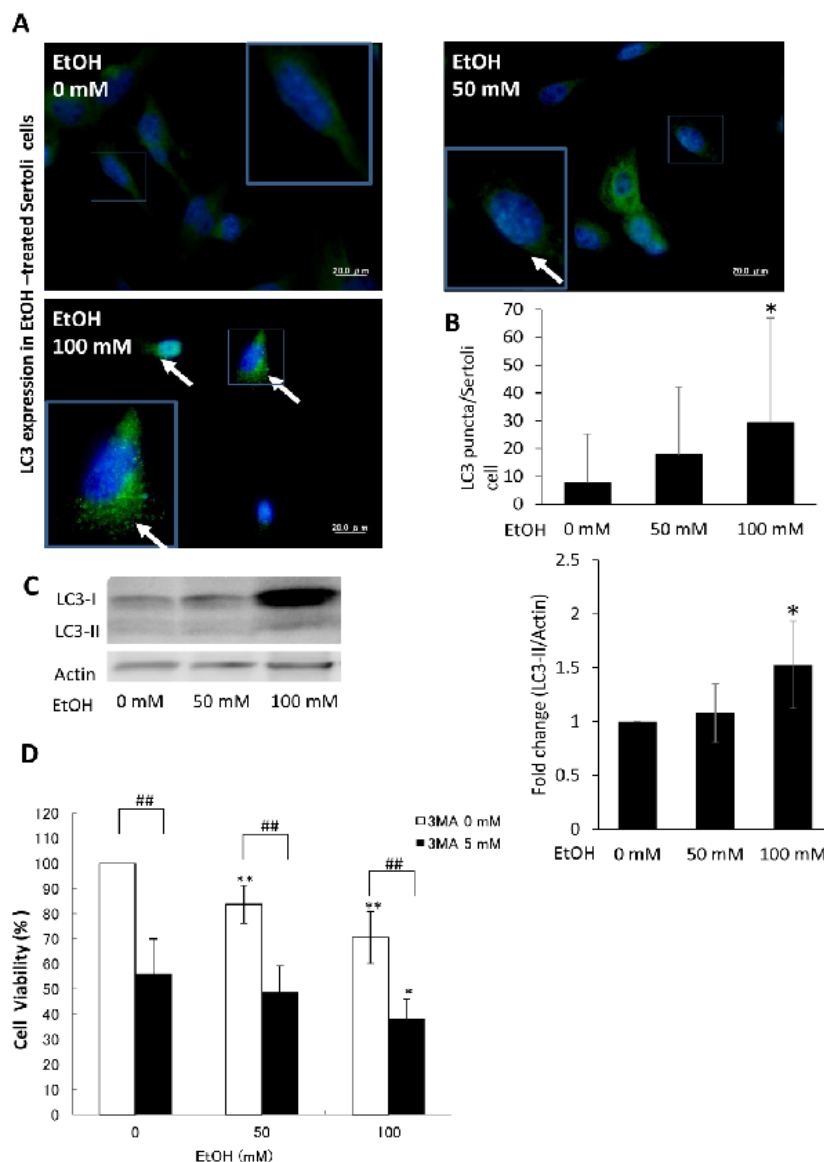 A
LC3 expression in EtOH –treated Sertoli cells
EtOH
0 mM
20.0 µm
EtOH
50 mM
20.0 µm
EtOH
100 mM
20.0 µm
B
LC3 puncta/Sertoli
cell
70
60
50
40
30
20
10
0
*
EtOH 0 mM 50 mM 100 mM
C
LC3-I
LC3-II
Actin
EtOH 0 mM 50 mM 100 mM
Fold change (LC3-II/Actin)
2.5
2
1.5
1
0.5
0
*
EtOH 0 mM 50 mM 100 mM
D
Cell Viability (%)
120
110
100
90
80
70
60
50
40
30
20
10
0
##
##
##
**
**
*
3MA 0 mM
3MA 5 mM
0 50 100
EtOH (mM)